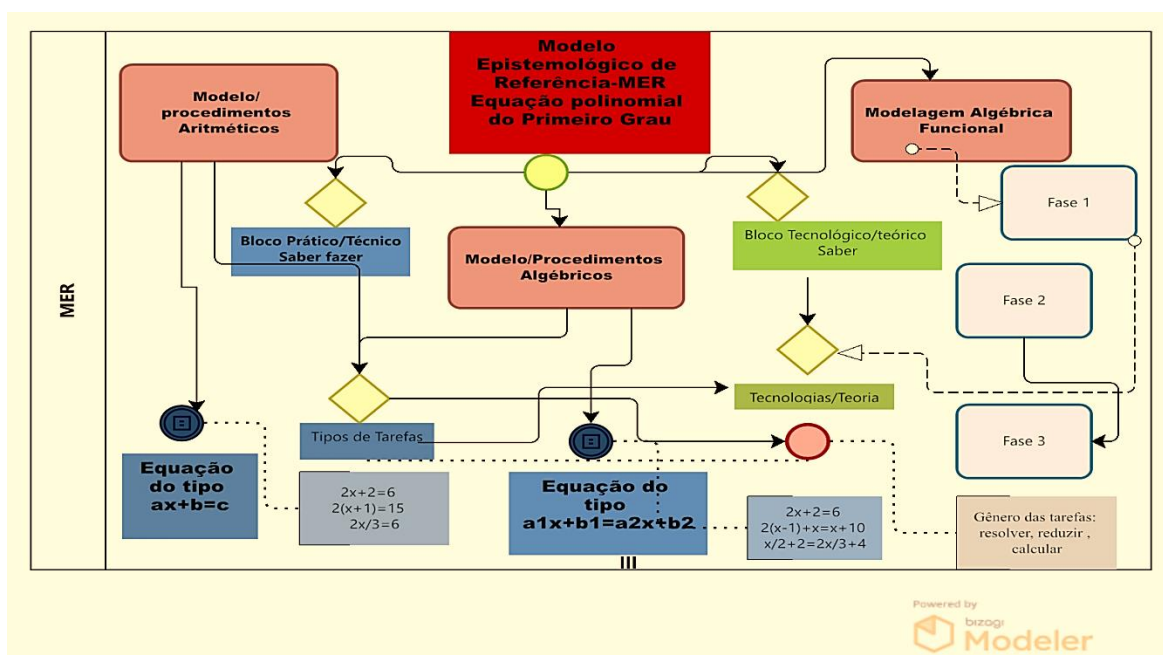 MER
Modelo
Epistemológico de
Referência-MER
Equação polinomial
do Primeiro Grau
Modelo/
procedimentos
Aritméticos
Modelagem Algébrica
Funcional
Fase 1
Bloco Prático/Técnico
Saber fazer
Modelo/Procedimentos
Algébricos
Bloco Tecnológico/teórico
Saber
Fase 2
Tecnologias/Teoria
Tipos de Tarefas
Fase 3
Equação
do tipo
ax+b=c
2x+2=6
2(x+1)=15
2x/3=6
Equação do
tipo
a1x+b1=a2x+b2
2x+2=6
2(x-1)+x=x+10
x/2+2=2x/3+4
Gênero das tarefas:
resolver, reduzir ,
calcular
Powered by
bizagi
Modeler